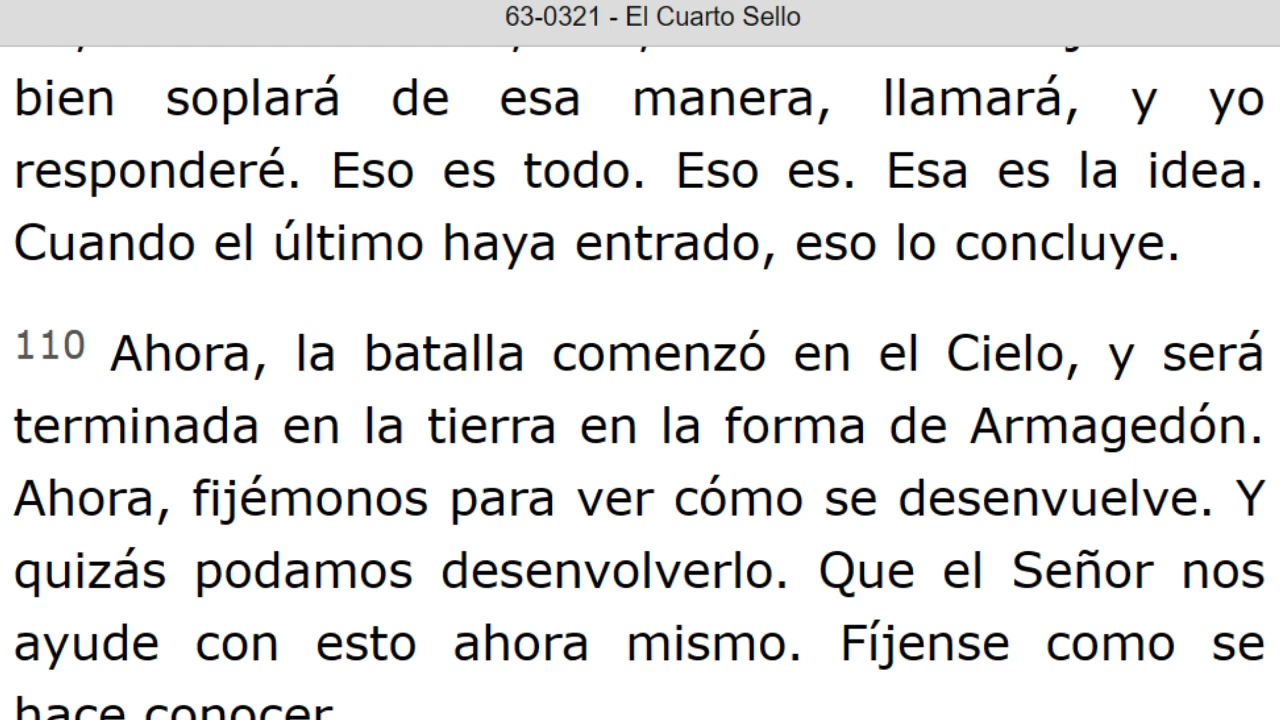 63-0321 - El Cuarto Sello
bien soplará de esa manera, llamará, y yo
responderé. Eso es todo. Eso es. Esa es la idea.
Cuando el último haya entrado, eso lo concluye.
110 Ahora, la batalla comenzó en el Cielo, y será
terminada en la tierra en la forma de Armagedón.
Ahora, fijémonos para ver cómo se desenvuelve. Y
quizás podamos desenvolverlo. Que el Señor nos
ayude con esto ahora mismo. Fíjense como se
hace conocer.